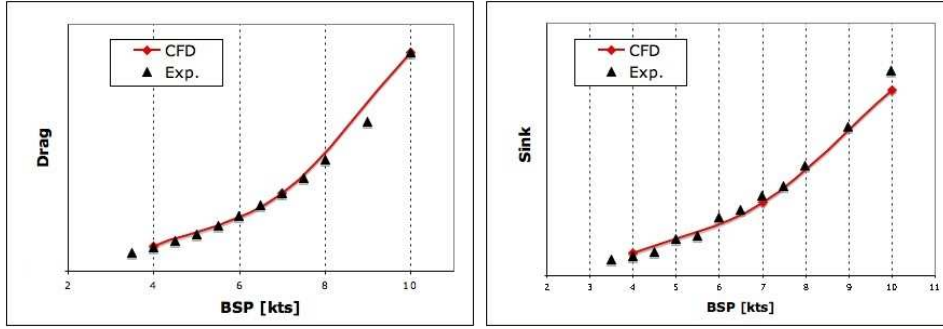 CFD
Exp.
Drag
2 4 6 8 10
BSP [kts]
CFD
Exp.
Sink
2 3 4 5 6 7 8 9 10 11
BSP [kts]